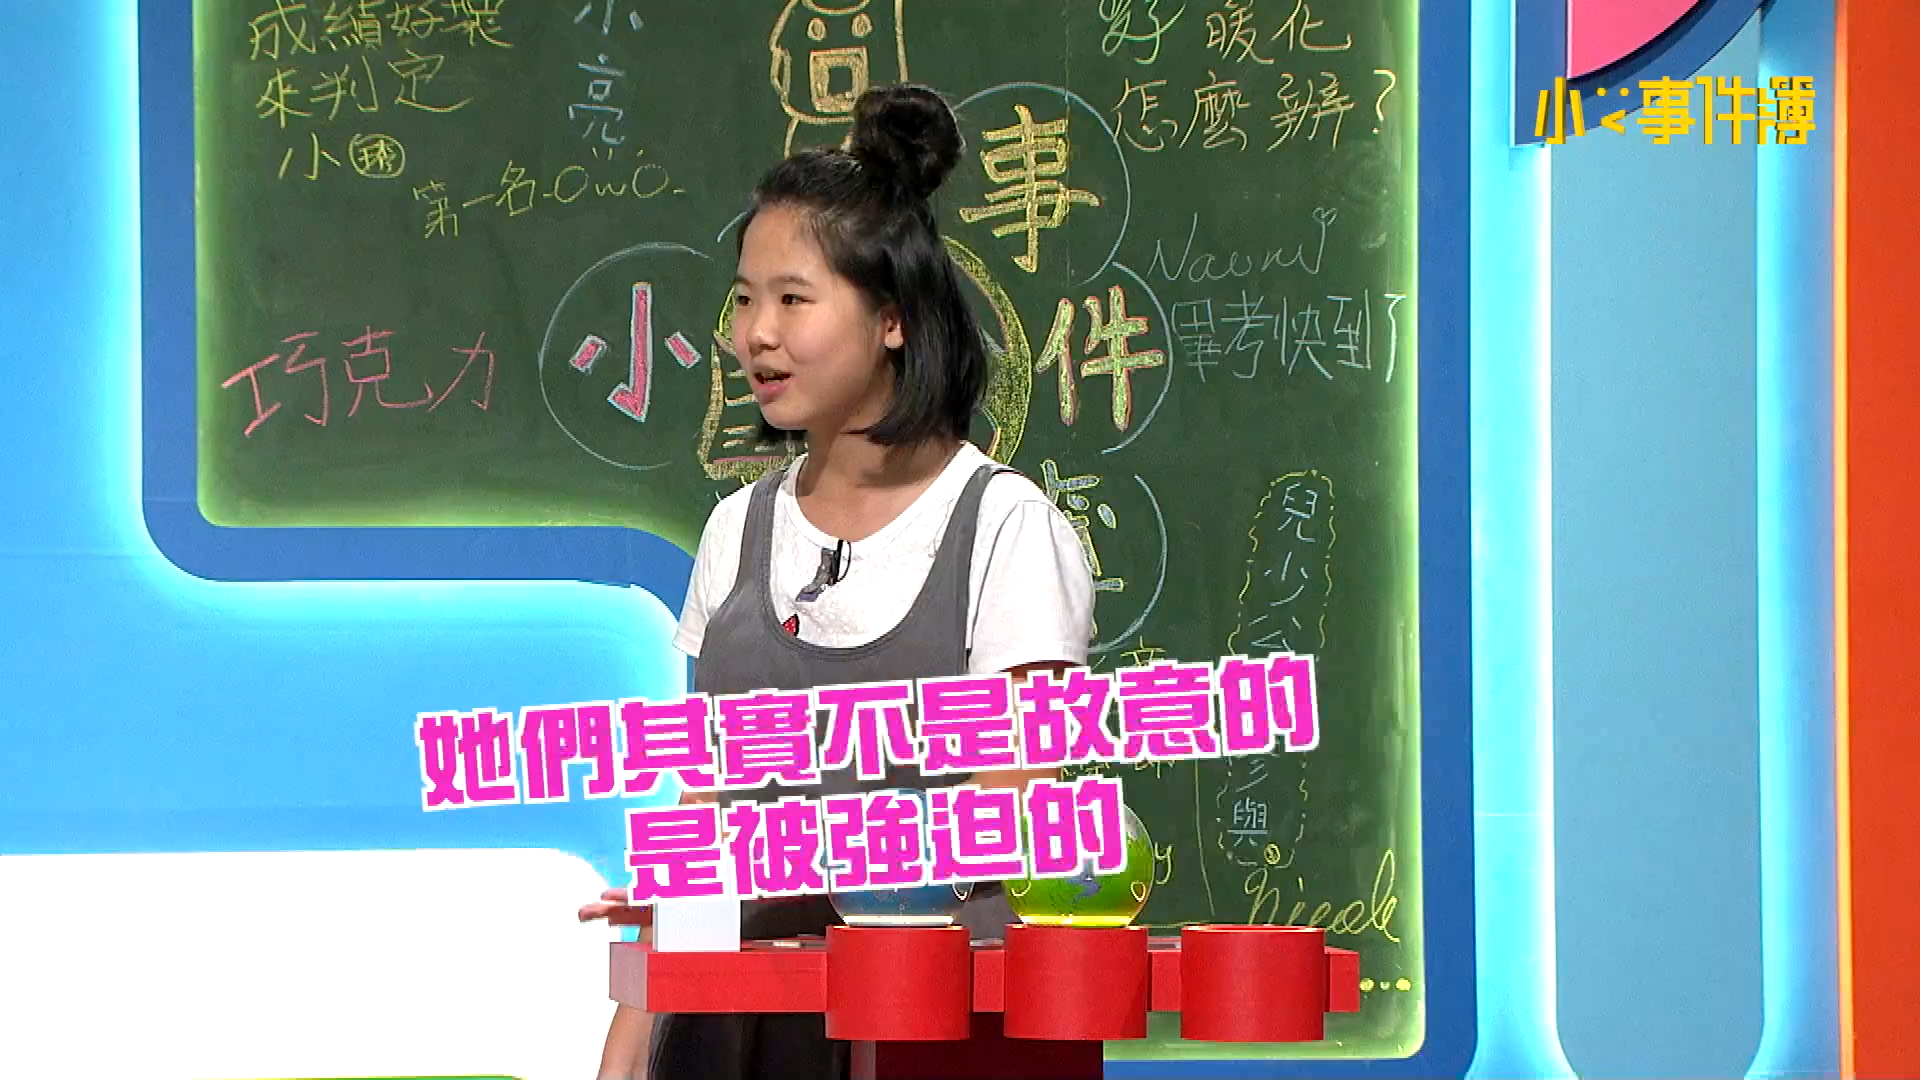 成績好壞
來判定
小
第一名-OwO-
小
亮
好暖化
怎麼辦?
小事件簿
事
小
件
巧克力
Naomi
畢考快到了
兒
少
公
與
Nicole
她們其實不是故意的
是被強迫的